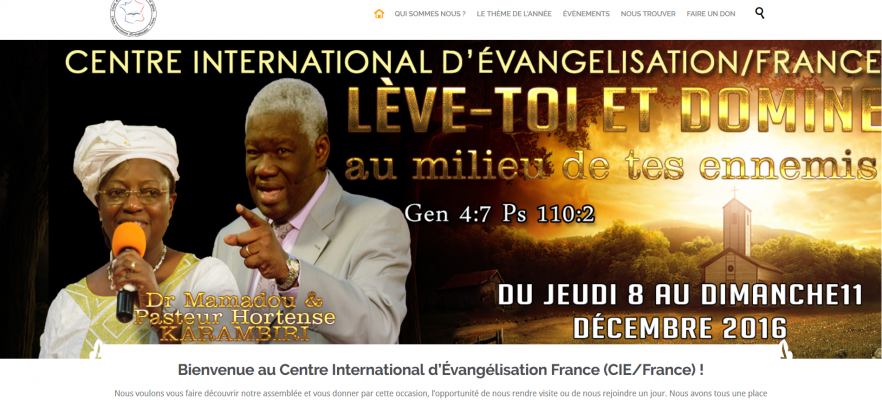 QUI SOMMES NOUS ? LE THÈME DE L'ANNÉE ÉVÉNEMENTS NOUS TROUVER FAIRE UN DON
CENTRE INTERNATIONAL D'ÉVANGELISATION/FRANCE
LÈVE-TOI ET DOMINE
au milieu de tes ennemis
Gen 4:7 Ps 110:2
Dr Mamadou &
Pasteur Hortense
KARAMBIRI
DU JEUDI 8 AU DIMANCHE11
DÉCEMBRE 2016
Bienvenue au Centre International d'Évangélisation France (CIE/France) !
Nous voulons vous faire découvrir notre assemblée et vous donner par cette occasion, l'opportunité de nous rendre visite ou de nous rejoindre un jour. Nous avons tous une place